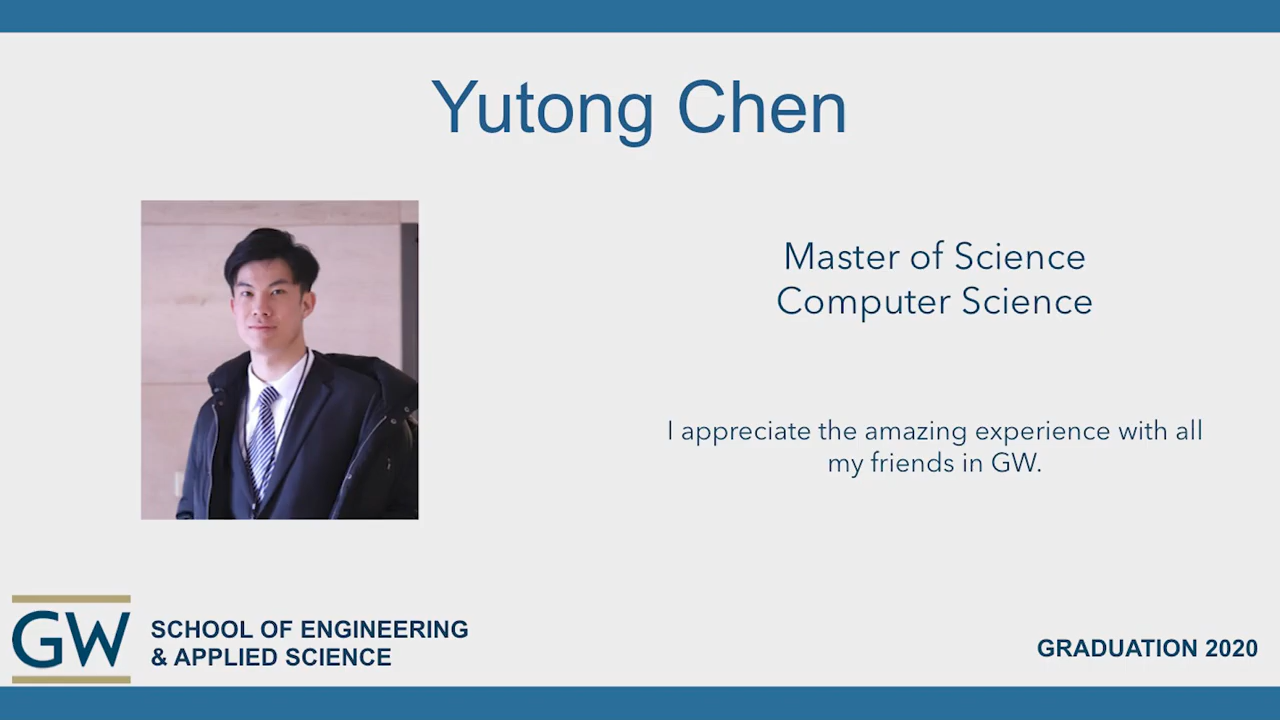 Yutong Chen
Master of Science
Computer Science
I appreciate the amazing experience with all
my friends in GW.
GW
SCHOOL OF ENGINEERING
& APPLIED SCIENCE
GRADUATION 2020